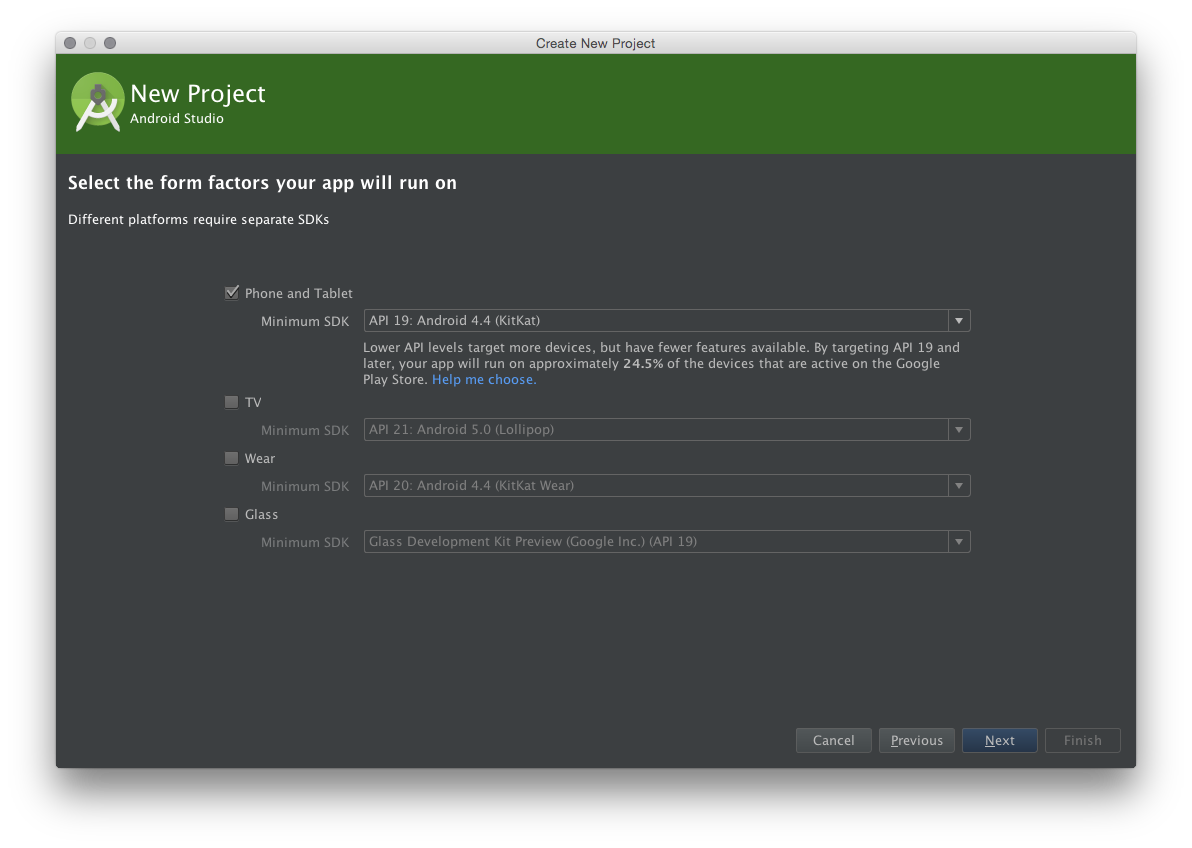 Create New Project
New Project
Android Studio
Select the form factors your app will run on
Different platforms require separate SDKs
Phone and Tablet
Minimum SDK API 19: Android 4.4 (KitKat)
Lower API levels target more devices, but have fewer features available. By targeting API 19 and
later, your app will run on approximately 24.5% of the devices that are active on the Google
Play Store. Help me choose.
TV
Minimum SDK API 21: Android 5.0 (Lollipop)
Wear
Minimum SDK API 20: Android 4.4 (KitKat Wear)
Glass
Minimum SDK Glass Development Kit Preview (Google Inc.) (API 19)
Cancel Previous Next Finish